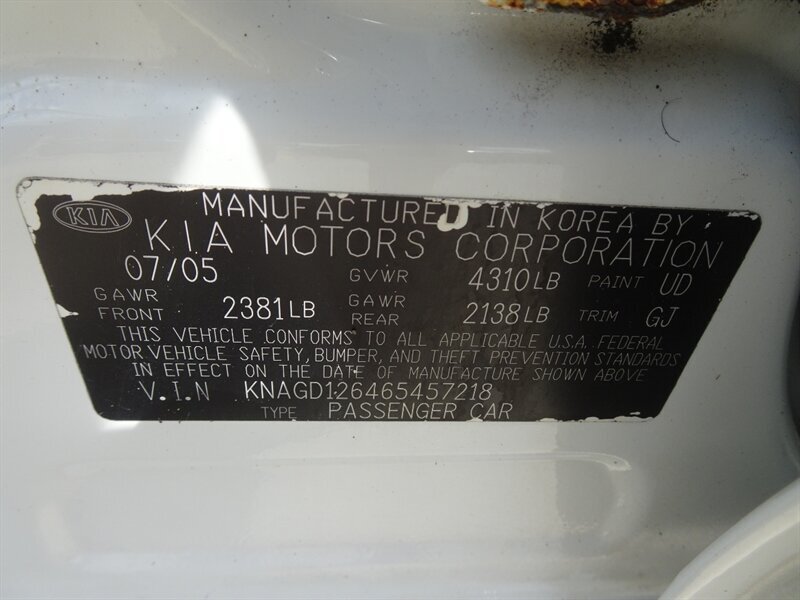 KIA
MANUFACTURED IN KOREA BY
KIA MOTORS CORPORATION
07/05 GVWR 4310LB PAINT UD
GAWR FRONT 2381LB GAWR REAR 2138LB TRIM GJ
THIS VEHICLE CONFORMS TO ALL APPLICABLE U.S.A. FEDERAL
MOTOR VEHICLE SAFETY, BUMPER, AND THEFT PREVENTION STANDARDS
IN EFFECT ON THE DATE OF MANUFACTURE SHOWN ABOVE
V.I.N KNAGD126465457218
TYPE PASSENGER CAR